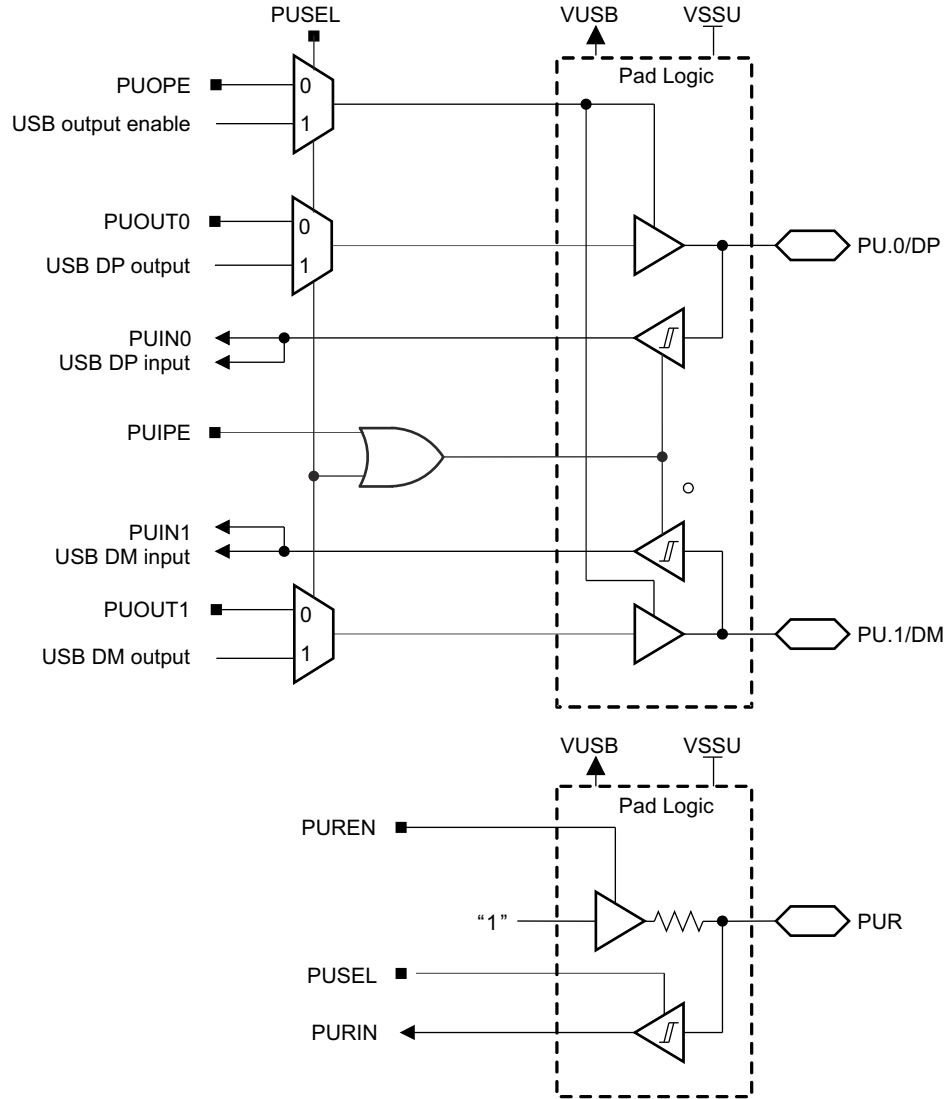 PUSEL
VUSB
VSSU
Pad Logic
PUOPE
0
USB output enable
1
PUOUT0
0
USB DP output
1
PU.0/DP
PUIN0
USB DP input
PUIPE
PUIN1
USB DM input
PUOUT1
0
USB DM output
1
PU.1/DM
VUSB
VSSU
Pad Logic
PUREN
“1”
PUR
PUSEL
PURIN